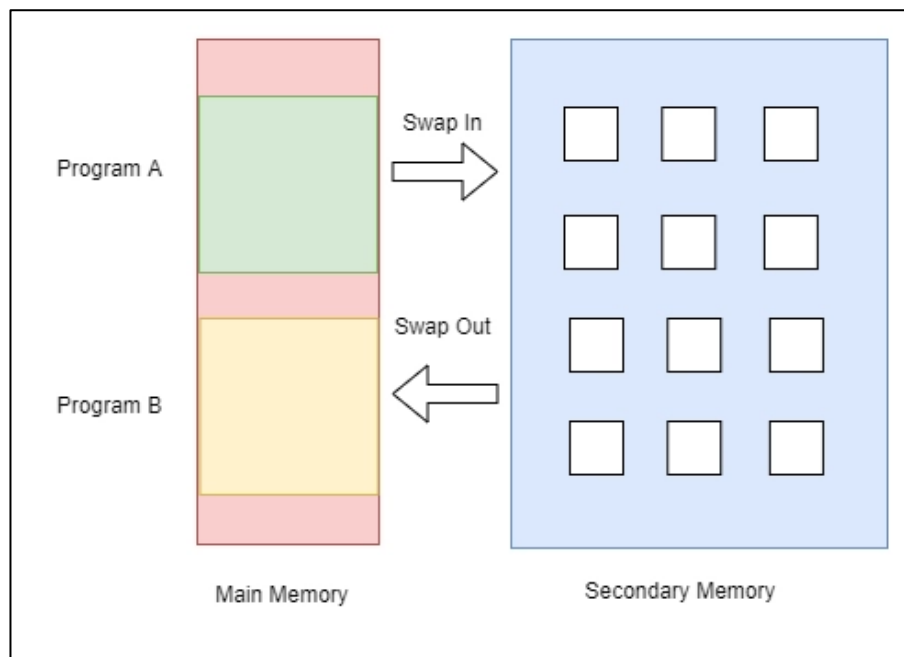 Swap In
Program A
Swap Out
Program B
Main Memory
Secondary Memory